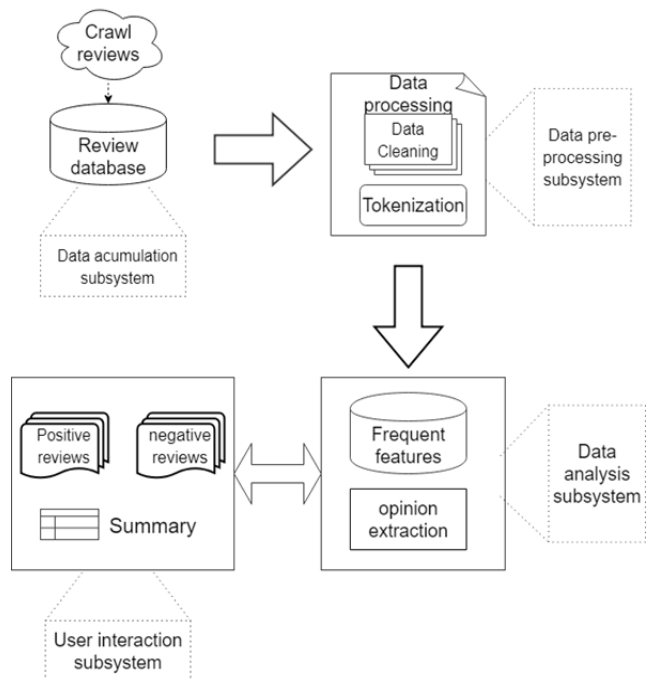 Crawl
reviews
Review
database
Data acumulation
subsystem
Data
processing
Data
Cleaning
Tokenization
Data pre-
processing
subsystem
Positive
reviews
negative
reviews
Summary
User interaction
subsystem
Frequent
features
opinion
extraction
Data
analysis
subsystem